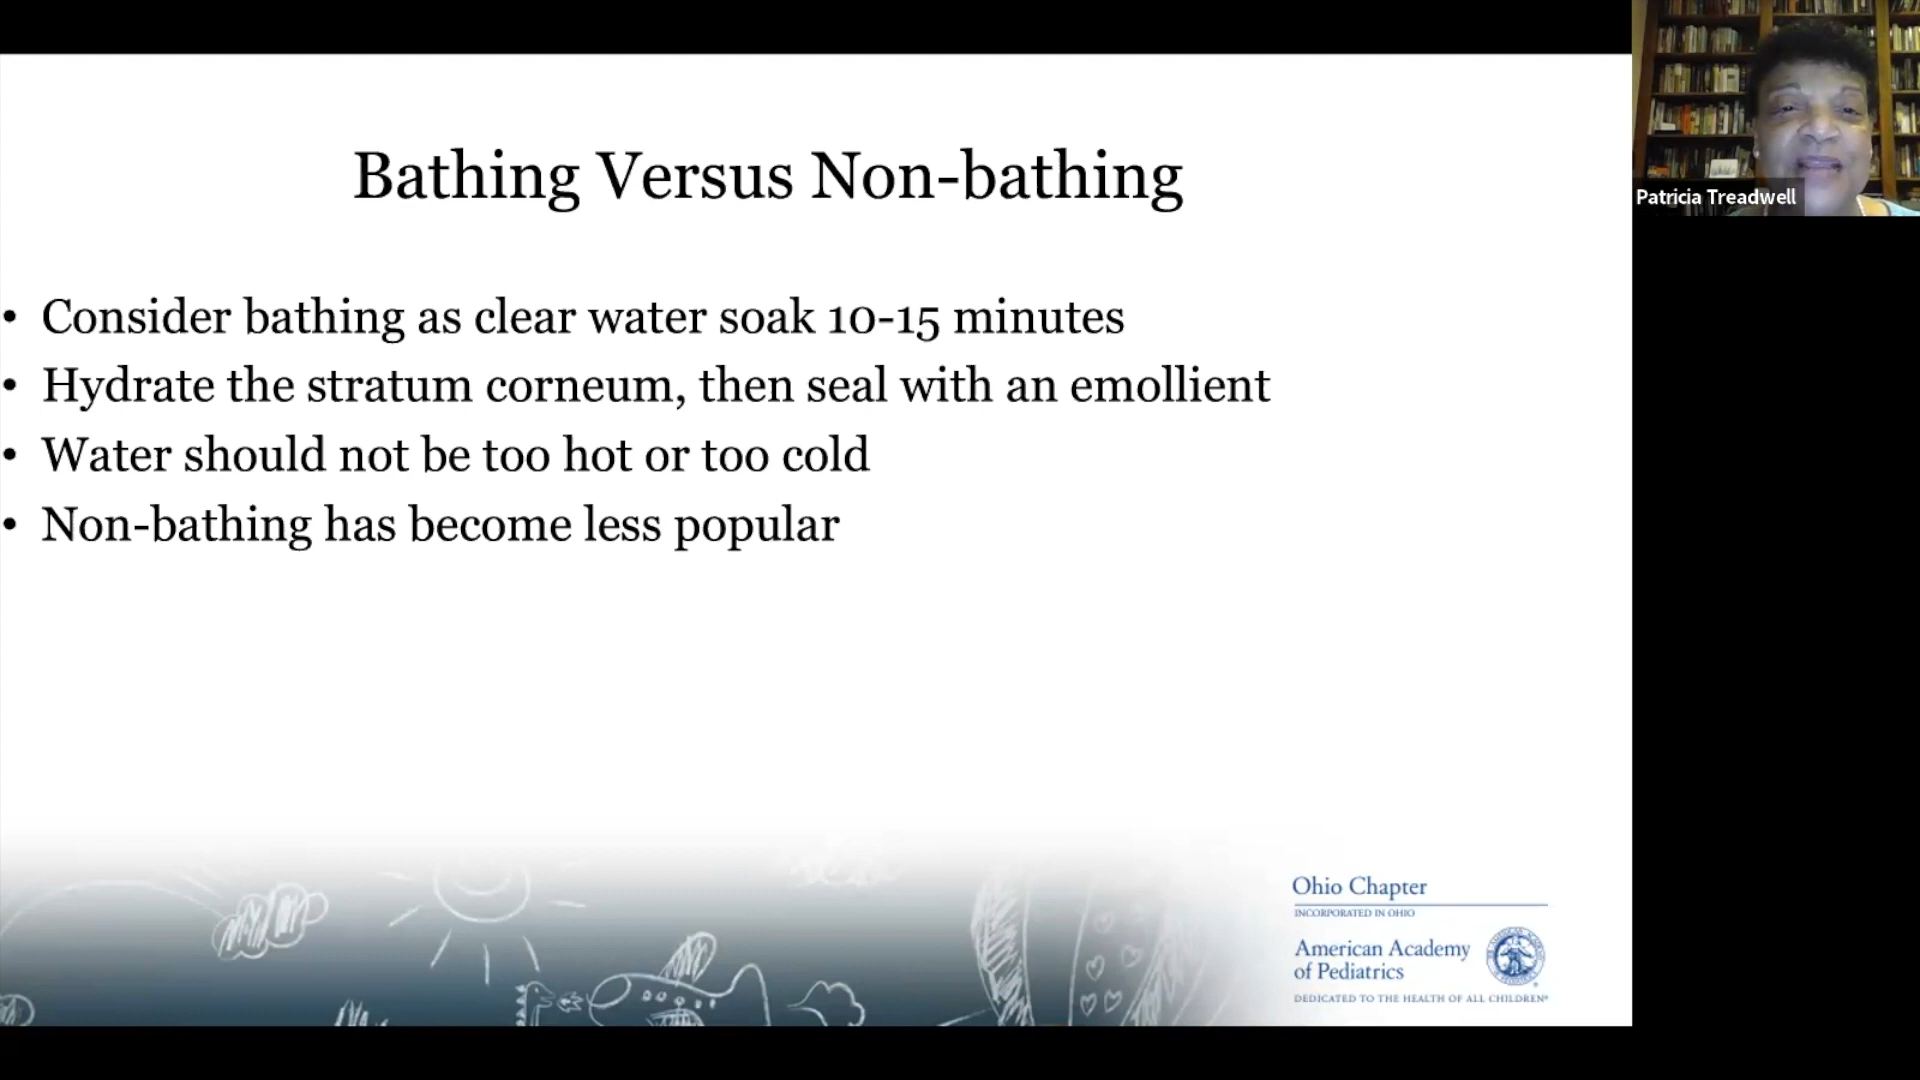 Bathing Versus Non-bathing
• Consider bathing as clear water soak 10-15 minutes
• Hydrate the stratum corneum, then seal with an emollient
• Water should not be too hot or too cold
• Non-bathing has become less popular
Patricia Treadwell
Ohio Chapter
INCORPORATED IN OHIO
American Academy
of Pediatrics
DEDICATED TO THE HEALTH OF ALL CHILDREN®